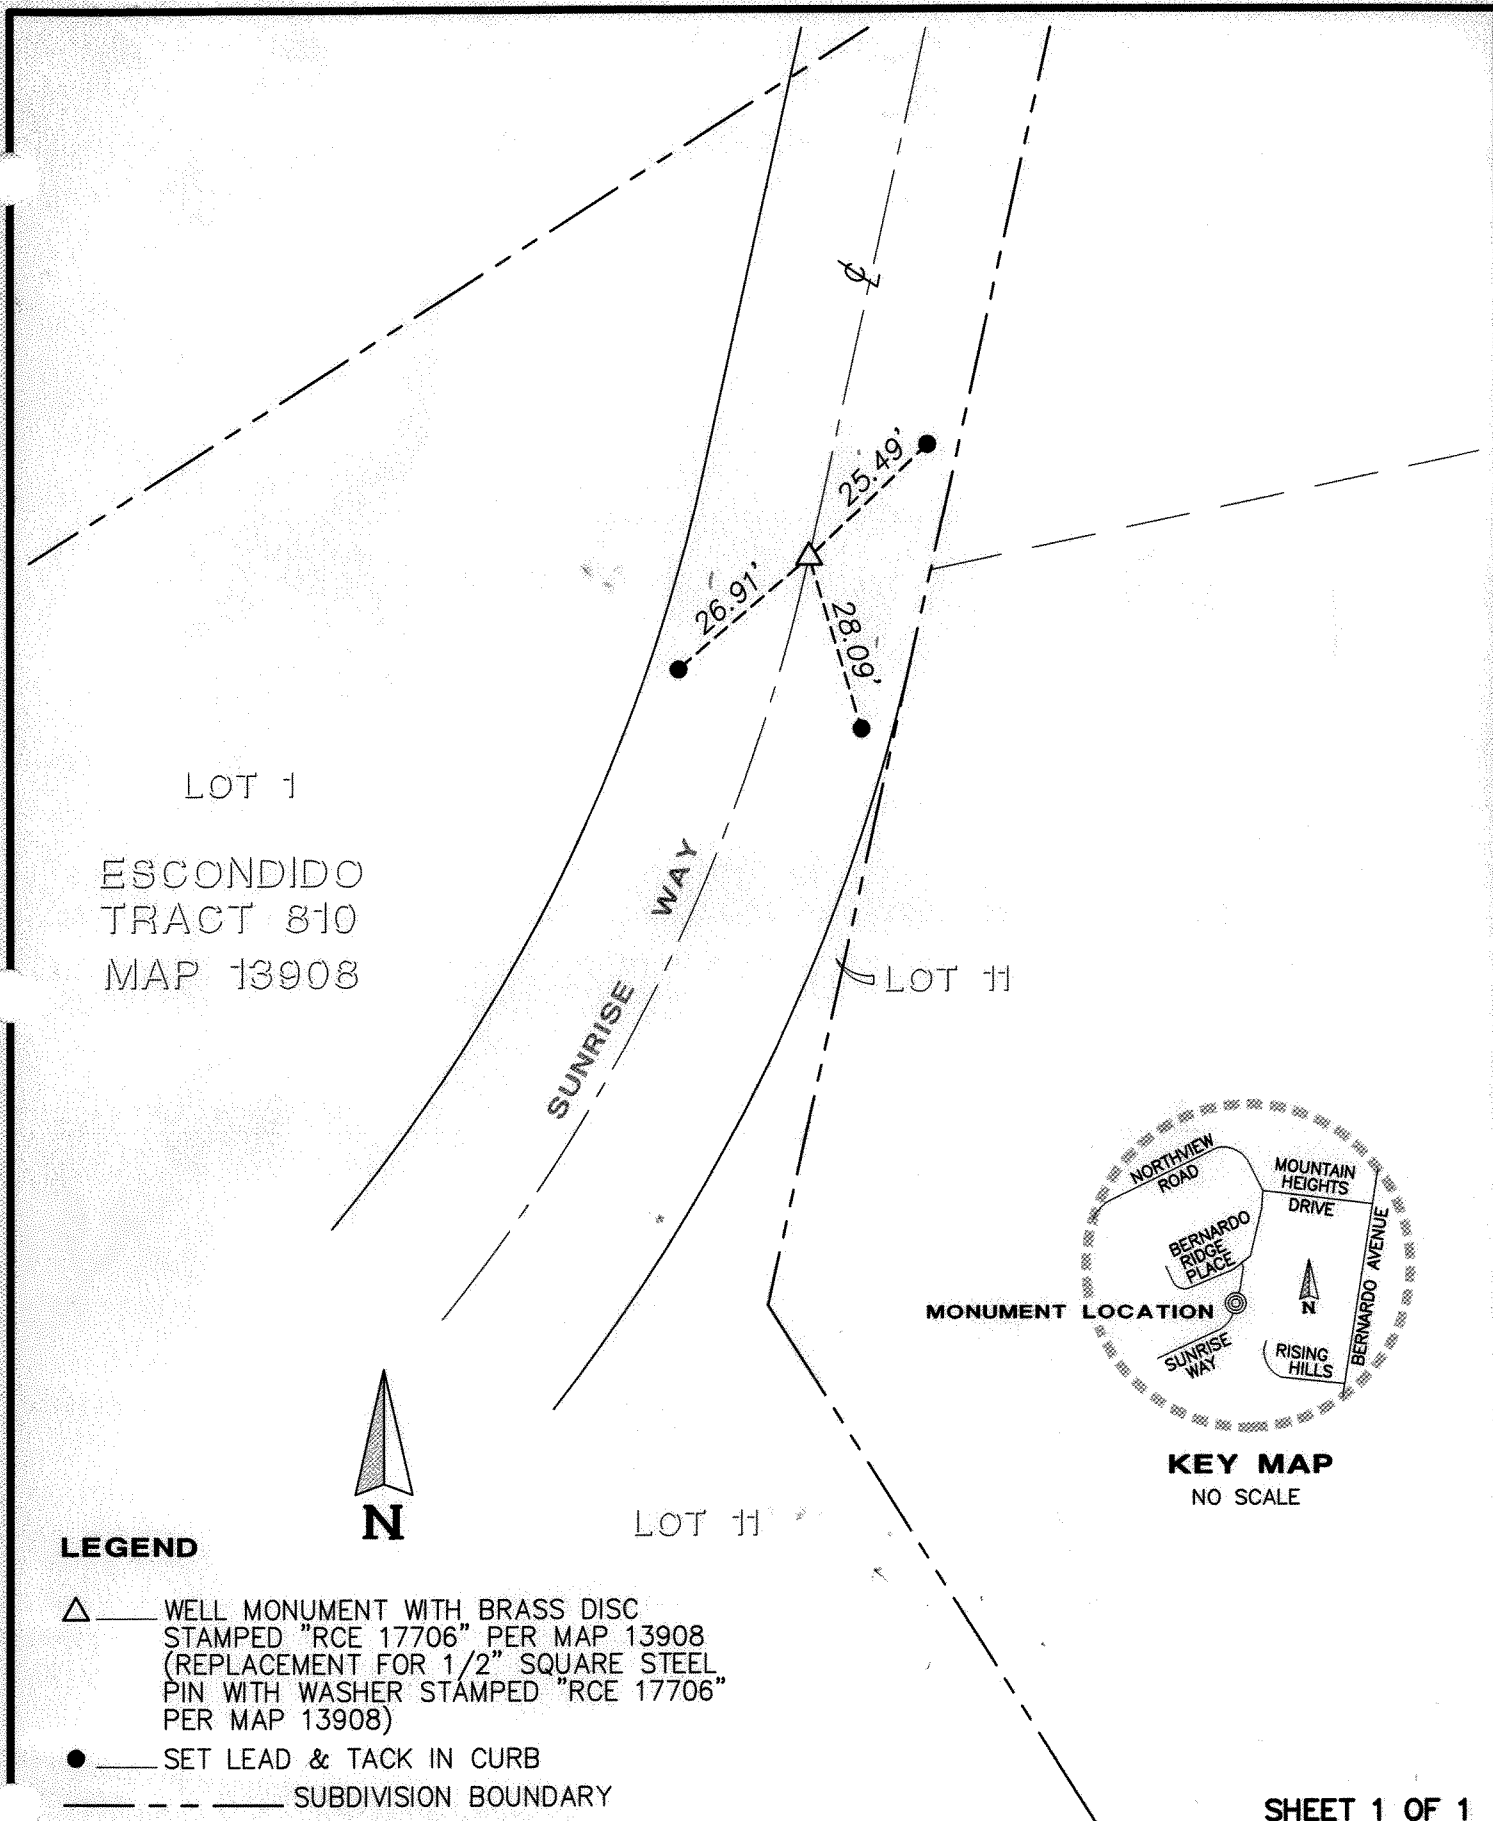 ℄
25.49'
26.91'
28.09'
LOT 1
ESCONDIDO
TRACT 810
MAP 13908
SUNRISE WAY
LOT 11
NORTHVIEW
ROAD
MOUNTAIN
HEIGHTS
DRIVE
BERNARDO
RIDGE
PLACE
BERNARDO AVENUE
N
MONUMENT LOCATION
SUNRISE
WAY
RISING
HILLS
KEY MAP
NO SCALE
N
LOT 11
LEGEND
WELL MONUMENT WITH BRASS DISC
STAMPED "RCE 17706" PER MAP 13908
(REPLACEMENT FOR 1/2" SQUARE STEEL
PIN WITH WASHER STAMPED "RCE 17706"
PER MAP 13908)
SET LEAD & TACK IN CURB
SUBDIVISION BOUNDARY
SHEET 1 OF 1